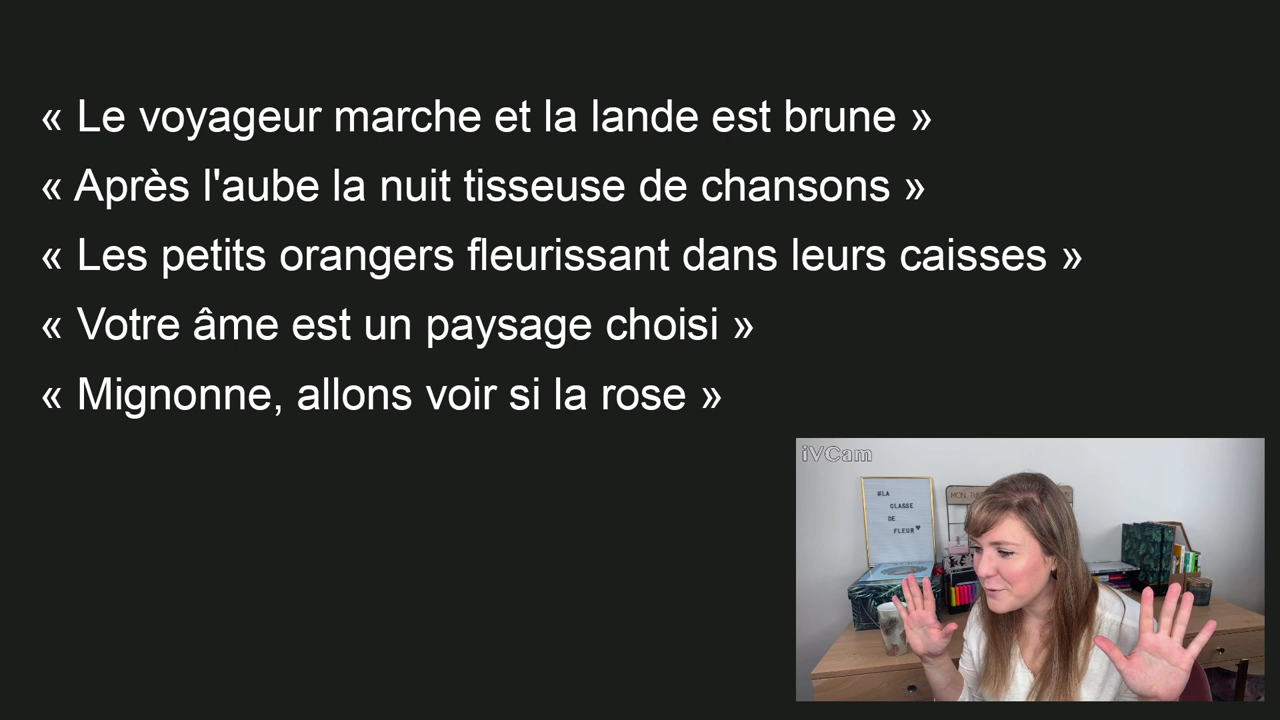 « Le voyageur marche et la lande est brune »
« Après l'aube la nuit tisseuse de chansons »
« Les petits orangers fleurissant dans leurs caisses »
« Votre âme est un paysage choisi »
« Mignonne, allons voir si la rose »
iVCam
#LA
CLASSE
DE
FLEUR♥
MON